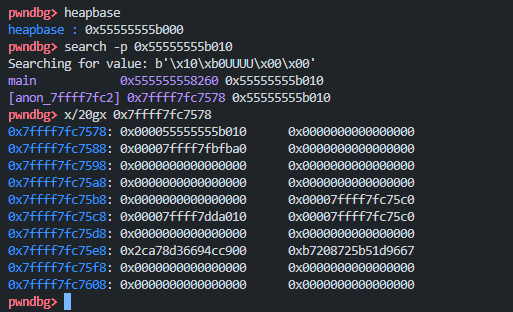 pwndbg> heapbase
heapbase : 0x55555555b000
pwndbg> search -p 0x55555555b010
Searching for value: b'\x10\xb0UUUU\x00\x00'
main            0x555555558260 0x55555555b010
[anon_7ffff7fc2] 0x7ffff7fc7578 0x55555555b010
pwndbg> x/20gx 0x7ffff7fc7578
0x7ffff7fc7578: 0x000055555555b010      0x0000000000000000
0x7ffff7fc7588: 0x00007ffff7fbfba0      0x0000000000000000
0x7ffff7fc7598: 0x0000000000000000      0x0000000000000000
0x7ffff7fc75a8: 0x0000000000000000      0x0000000000000000
0x7ffff7fc75b8: 0x0000000000000000      0x00007ffff7fc75c0
0x7ffff7fc75c8: 0x00007ffff7dda010      0x00007ffff7fc75c0
0x7ffff7fc75d8: 0x0000000000000000      0x0000000000000000
0x7ffff7fc75e8: 0x2ca78d36694cc900      0xb7208725b51d9667
0x7ffff7fc75f8: 0x0000000000000000      0x0000000000000000
0x7ffff7fc7608: 0x0000000000000000      0x0000000000000000
pwndbg>